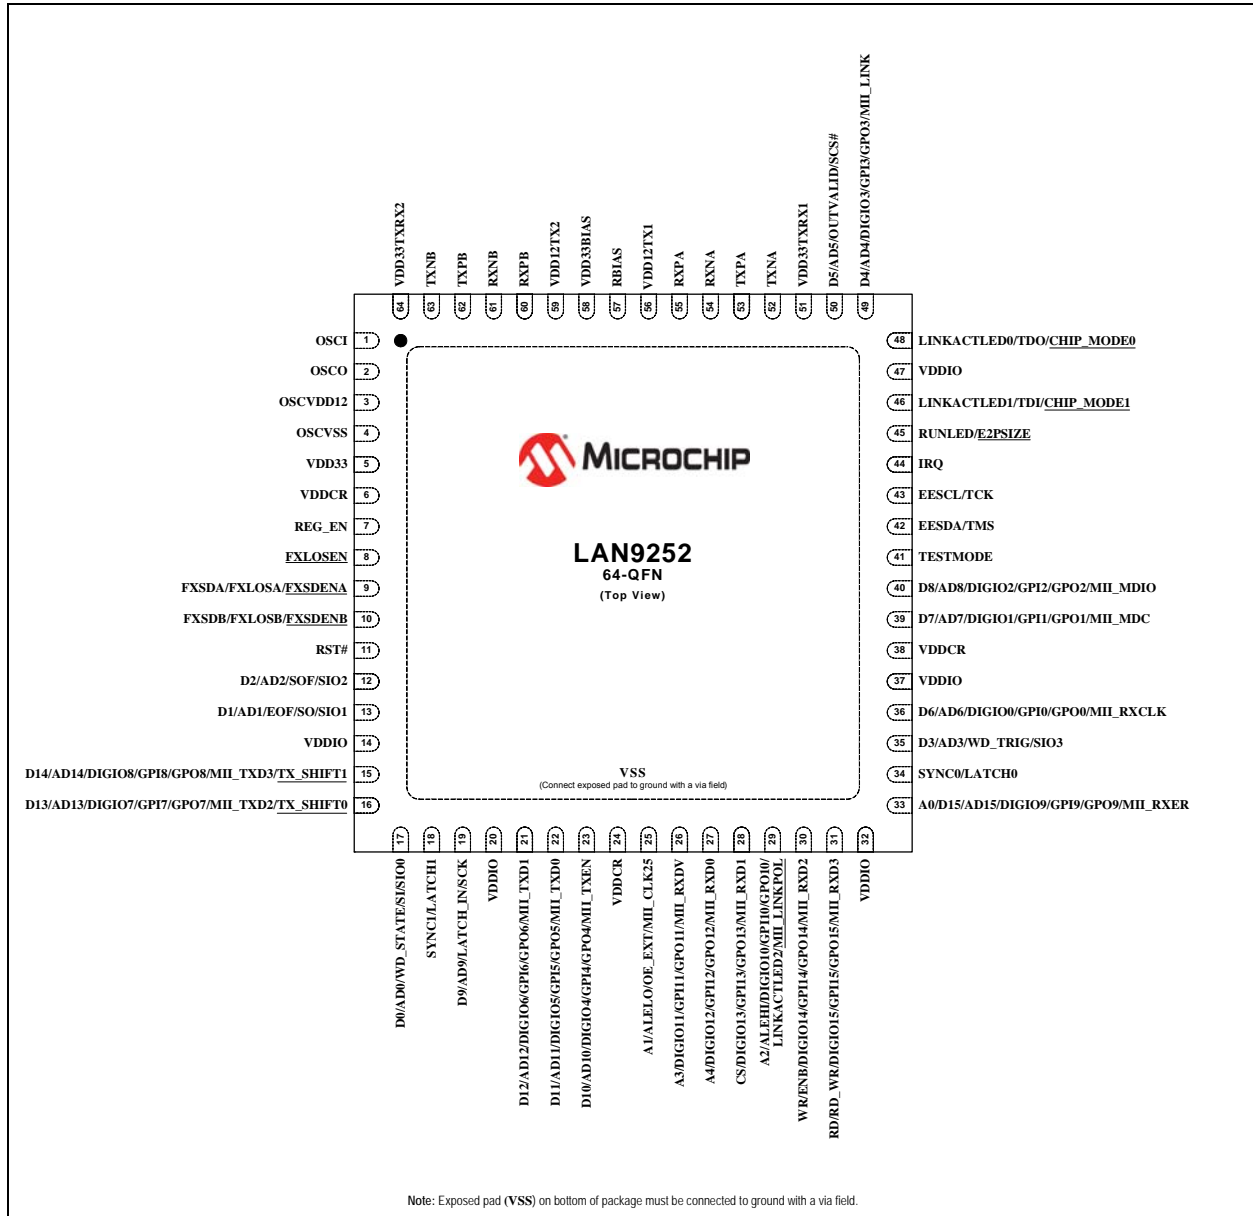 VDD33TXRX2
TXNB
TXPB
RXNB
RXPB
VDD12TX2
VDD33BIAS
RBIAS
VDD12TX1
RXPA
RXNA
TXPA
TXNA
VDD33TXRX1
D5/AD5/OUTVALID/SCS#
D4/AD4/DIGIO3/GPI3/GPO3/MII_LINK
64
63
62
61
60
59
58
57
56
55
54
53
52
51
50
49
OSCI 1
OSCO 2
OSCVDD12 3
OSCVSS 4
VDD33 5
VDDCR 6
REG_EN 7
FXLOSEN 8
FXSDA/FXLOSA/FXSDENA 9
FXSDB/FXLOSB/FXSDENB 10
RST# 11
D2/AD2/SOF/SIO2 12
D1/AD1/EOF/SO/SIO1 13
VDDIO 14
D14/AD14/DIGIO8/GPI8/GPO8/MII_TXD3/TX_SHIFT1 15
D13/AD13/DIGIO7/GPI7/GPO7/MII_TXD2/TX_SHIFT0 16
MICROCHIP
LAN9252
64-QFN
(Top View)
VSS
(Connect exposed pad to ground with a via field)
48 LINKACTLED0/TDO/CHIP_MODE0
47 VDDIO
46 LINKACTLED1/TDI/CHIP_MODE1
45 RUNLED/E2PSIZE
44 IRQ
43 EESCL/TCK
42 EESDA/TMS
41 TESTMODE
40 D8/AD8/DIGIO2/GPI2/GPO2/MII_MDIO
39 D7/AD7/DIGIO1/GPI1/GPO1/MII_MDC
38 VDDCR
37 VDDIO
36 D6/AD6/DIGIO0/GPI0/GPO0/MII_RXCLK
35 D3/AD3/WD_TRIG/SIO3
34 SYNC0/LATCH0
33 A0/D15/AD15/DIGIO9/GPI9/GPO9/MII_RXER
17
18
19
20
21
22
23
24
25
26
27
28
29
30
31
32
D0/AD0/WD_STATE/SI/SIO0
SYNC1/LATCH1
D9/AD9/LATCH_IN/SCK
VDDIO
D12/AD12/DIGIO6/GPI6/GPO6/MII_TXD1
D11/AD11/DIGIO5/GPI5/GPO5/MII_TXD0
D10/AD10/DIGIO4/GPI4/GPO4/MII_TXEN
VDDCR
A1/ALELO/OE_EXT/MII_CLK25
A3/DIGIO11/GPI11/GPO11/MII_RXDV
A4/DIGIO12/GPI12/GPO12/MII_RXD0
CS/DIGIO13/GPI13/GPO13/MII_RXD1
A2/ALEHI/DIGIO10/GPI10/GPO10/
LINKACTLED2/MII_LINKPOL
WR/ENB/DIGIO14/GPI14/GPO14/MII_RXD2
RD/RD_WR/DIGIO15/GPI15/GPO15/MII_RXD3
VDDIO
Note: Exposed pad (VSS) on bottom of package must be connected to ground with a via field.